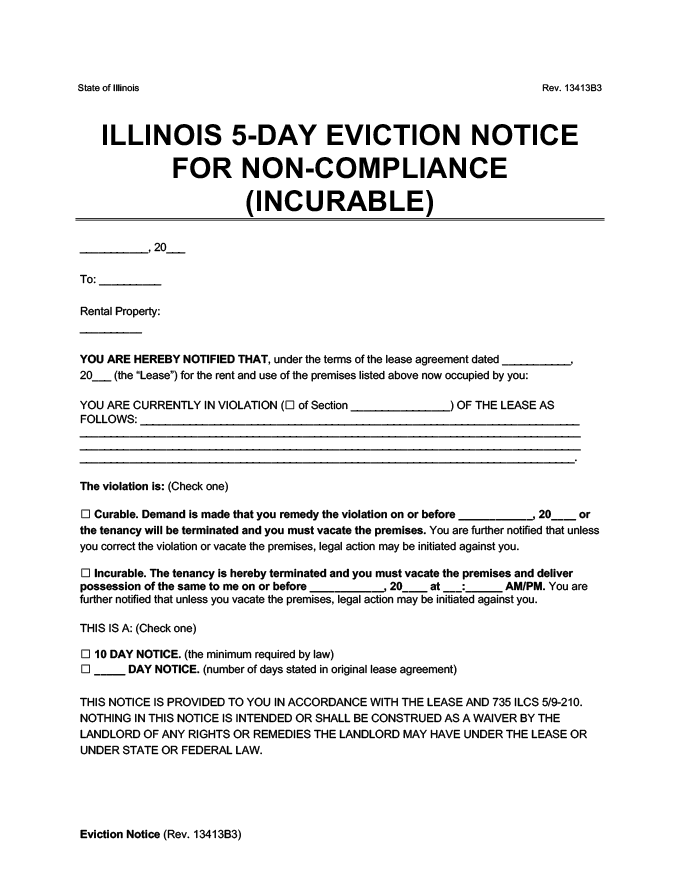 State of Illinois Rev. 13413B3
ILLINOIS 5-DAY EVICTION NOTICE
FOR NON-COMPLIANCE
(INCURABLE)
___________, 20___
To: __________
Rental Property:
__________
YOU ARE HEREBY NOTIFIED THAT, under the terms of the lease agreement dated ___________,
20___ (the “Lease”) for the rent and use of the premises listed above now occupied by you:
YOU ARE CURRENTLY IN VIOLATION (☐ of Section ________________) OF THE LEASE AS
FOLLOWS: ________________________________________________________________________
__________________________________________________________________________________
__________________________________________________________________________________
_________________________________________________________________________________.
The violation is: (Check one)
☐ Curable. Demand is made that you remedy the violation on or before ____________, 20____ or
the tenancy will be terminated and you must vacate the premises. You are further notified that unless
you correct the violation or vacate the premises, legal action may be initiated against you.
☐ Incurable. The tenancy is hereby terminated and you must vacate the premises and deliver
possession of the same to me on or before ____________, 20____ at ___:______ AM/PM. You are
further notified that unless you vacate the premises, legal action may be initiated against you.
THIS IS A: (Check one)
☐ 10 DAY NOTICE. (the minimum required by law)
☐ _____ DAY NOTICE. (number of days stated in original lease agreement)
THIS NOTICE IS PROVIDED TO YOU IN ACCORDANCE WITH THE LEASE AND 735 ILCS 5/9-210.
NOTHING IN THIS NOTICE IS INTENDED OR SHALL BE CONSTRUED AS A WAIVER BY THE
LANDLORD OF ANY RIGHTS OR REMEDIES THE LANDLORD MAY HAVE UNDER THE LEASE OR
UNDER STATE OR FEDERAL LAW.
Eviction Notice (Rev. 13413B3)